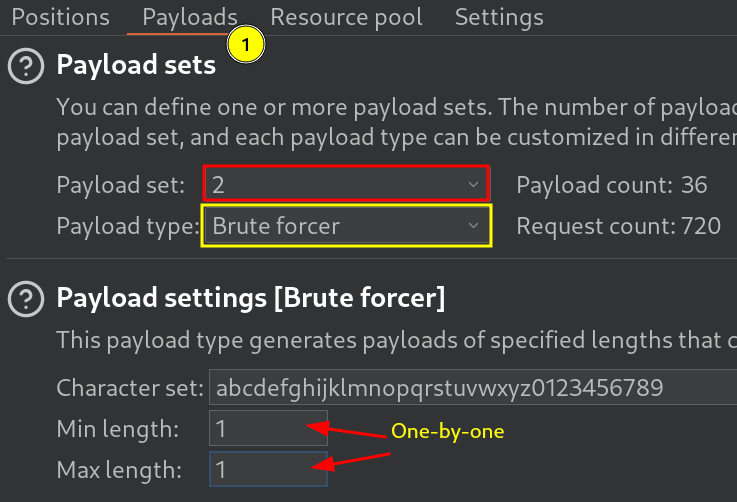 Positions Payloads Resource pool Settings
1
Payload sets
You can define one or more payload sets. The number of
payload set, and each payload type can be customized in
Payload set: 2 Payload count: 36
Payload type: Brute forcer Request count: 720
Payload settings [Brute forcer]
This payload type generates payloads of specified lengths that
Character set: abcdefghijklmnopqrstuvwxyz0123456789
Min length: 1
One-by-one
Max length: 1